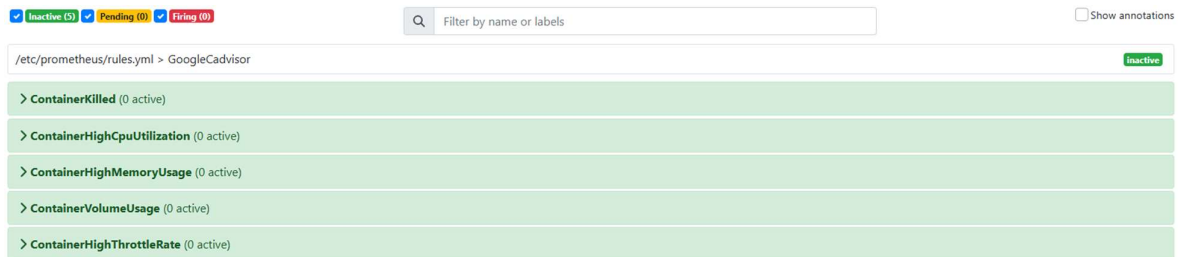 Inactive (5) Pending (0) Firing (0) Filter by name or labels Show annotations
/etc/prometheus/rules.yml > GoogleCadvisor inactive
ContainerKilled (0 active)
ContainerHighCpuUtilization (0 active)
ContainerHighMemoryUsage (0 active)
ContainerVolumeUsage (0 active)
ContainerHighThrottleRate (0 active)